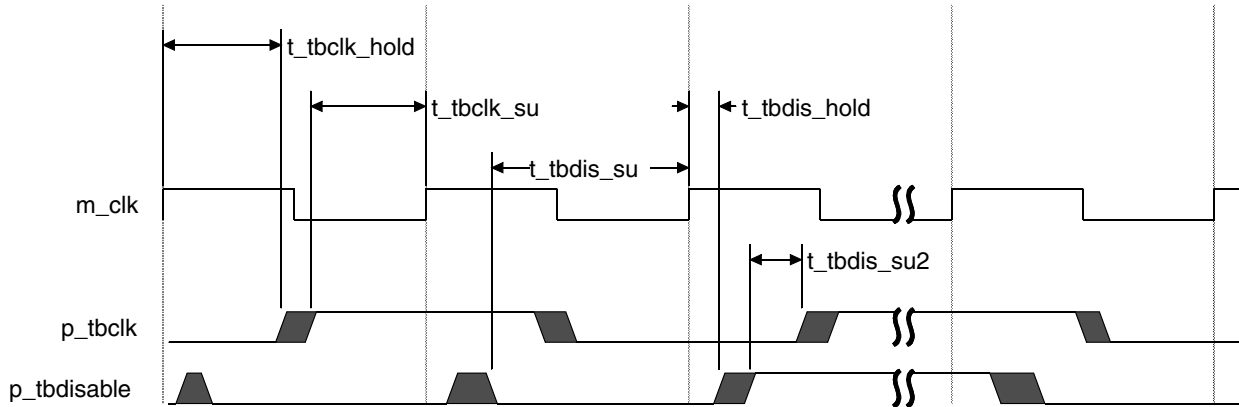 t_tbclk_hold
t_tbclk_su
t_tbdis_hold
t_tbdis_su
m_clk
t_tbdis_su2
p_tbclk
p_tbdisable